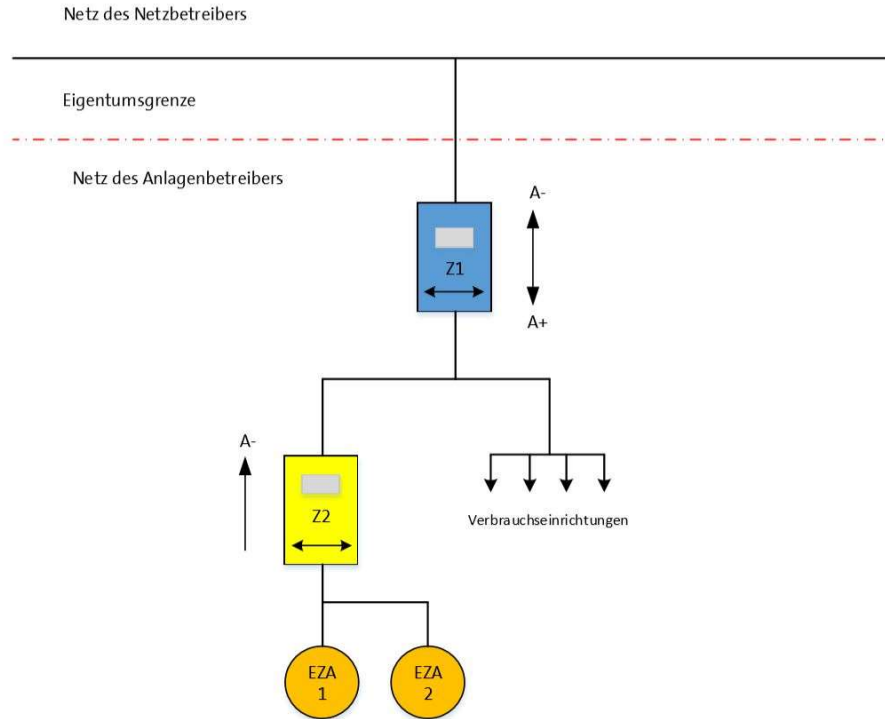 Netz des Netzbetreibers
Eigentumsgrenze
Netz des Anlagenbetreibers
A-
Z1
A+
A-
Z2
Verbrauchseinrichtungen
EZA
1
EZA
2